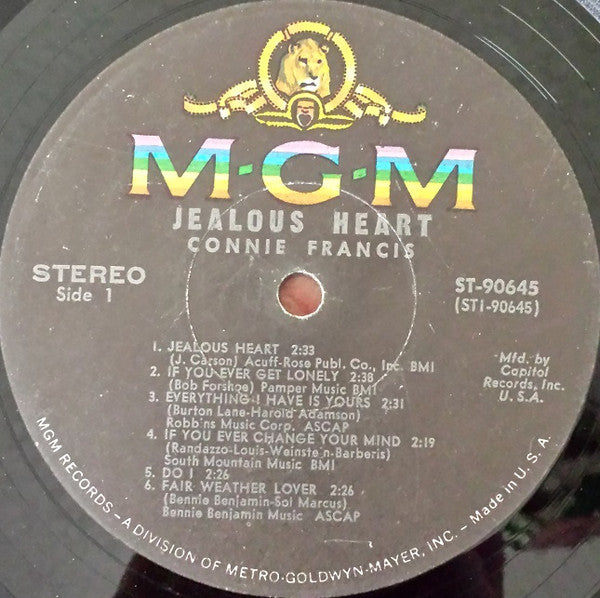 M·G·M
JEALOUS HEART
CONNIE FRANCIS
STEREO
Side 1
ST-90645
(ST1-90645)
1. JEALOUS HEART 2:33
(J. Carson) Acuff-Rose Publ. Co., Inc. BMI
2. IF YOU EVER GET LONELY 2:38
(Bob Forshoe) Pamper Music BMI
3. EVERYTHING I HAVE IS YOURS 2:31
(Burton Lane-Harold Adamson)
Robbins Music Corp. ASCAP
4. IF YOU EVER CHANGE YOUR MIND 2:19
(Randazzo-Louis-Weinstein-Barberis)
South Mountain Music BMI
5. DO I 2:26
6. FAIR WEATHER LOVER 2:26
(Bennie Benjamin-Sol Marcus)
Bennie Benjamin Music ASCAP
Mfd. by
Capitol
Records, Inc.
U.S.A.
MGM RECORDS – A DIVISION OF METRO-GOLDWYN-MAYER, INC. – Made in U.S.A.